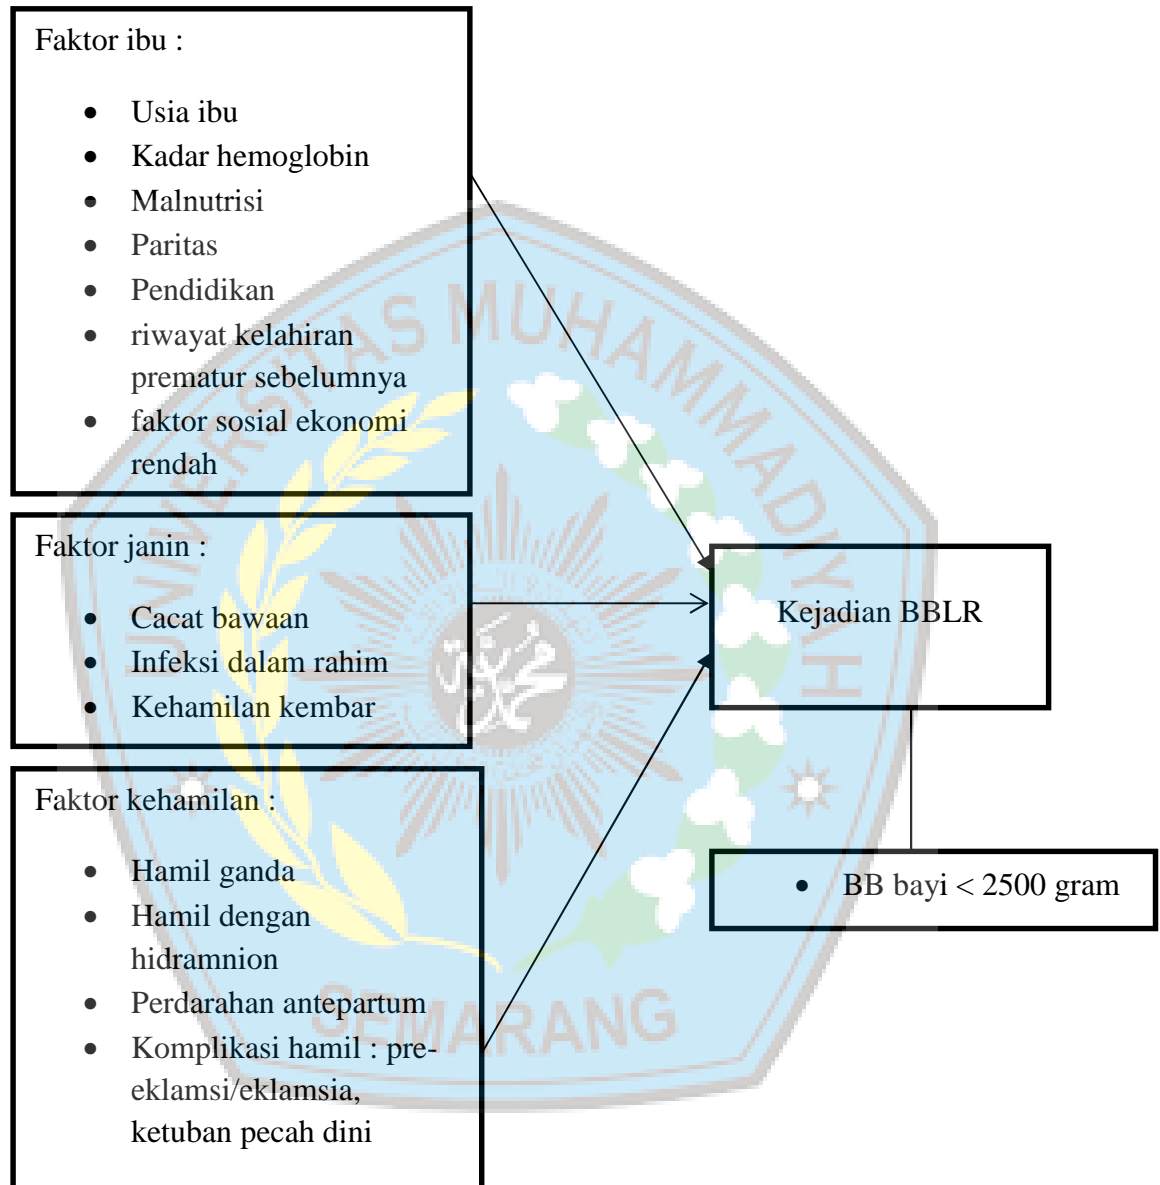 Faktor ibu :
• Usia ibu
• Kadar hemoglobin
• Malnutrisi
• Paritas
• Pendidikan
• riwayat kelahiran
prematur sebelumnya
• faktor sosial ekonomi
rendah
Faktor janin :
• Cacat bawaan
• Infeksi dalam rahim
• Kehamilan kembar
Faktor kehamilan :
• Hamil ganda
• Hamil dengan
hidramnion
• Perdarahan antepartum
• Komplikasi hamil : pre-
eklamsi/eklamsia,
ketuban pecah dini
Kejadian BBLR
• BB bayi < 2500 gram
UNIVERSITAS MUHAMMADIYAH
SEMARANG